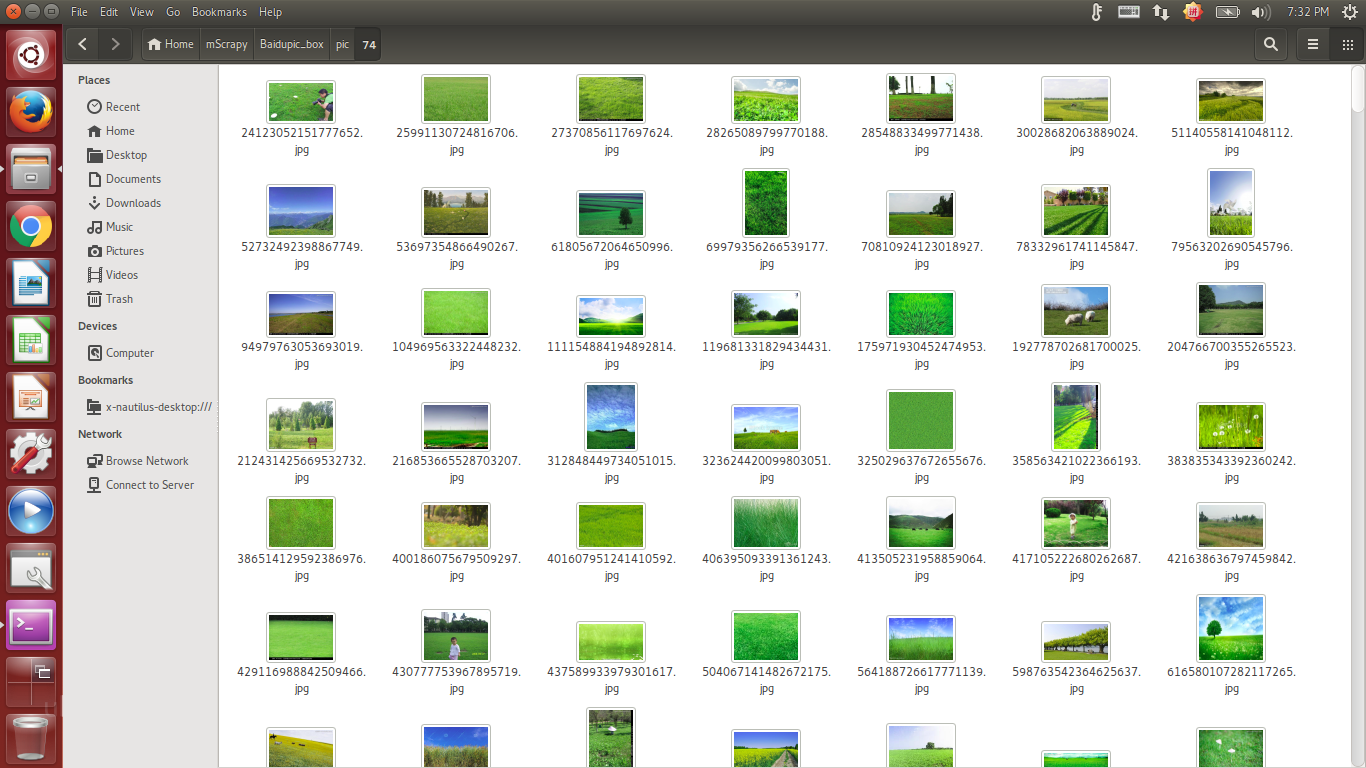 File Edit View Go Bookmarks Help
拼
7:32 PM
Home mScrapy Baidupic_box pic 74
Places
Recent
Home
Desktop
Documents
Downloads
Music
Pictures
Videos
Trash
Devices
Computer
Bookmarks
x-nautilus-desktop:///
Network
Browse Network
Connect to Server
24123052151777652. 25991130724816706. 27370856117697624. 28265089799770188. 28548833499771438. 30028682063889024. 51140558141048112.
jpg jpg jpg jpg jpg jpg jpg
52732492398867749. 53697354866490267. 61805672064650996. 69979356266539177. 70810924123018927. 78332961741145847. 79563202690545796.
jpg jpg jpg jpg jpg jpg jpg
94979763053693019. 104969563322448232. 111154884194892814. 119681331829434431. 175971930452474953. 192778702681700025. 204766700355265523.
jpg jpg jpg jpg jpg jpg jpg
212431425669532732. 216853665528703207. 312848449734051015. 323624420099803051. 325029637672655676. 358563421022366193. 383835343392360242.
jpg jpg jpg jpg jpg jpg jpg
386514129592386976. 400186075679509297. 401607951241410592. 406395093391361243. 413505231958859064. 417105222680262687. 421638636797459842.
jpg jpg jpg jpg jpg jpg jpg
429116988842509466. 430777753967895719. 437589933979301617. 504067141482672175. 564188726617771139. 598763542364625637. 616580107282117265.
jpg jpg jpg jpg jpg jpg jpg